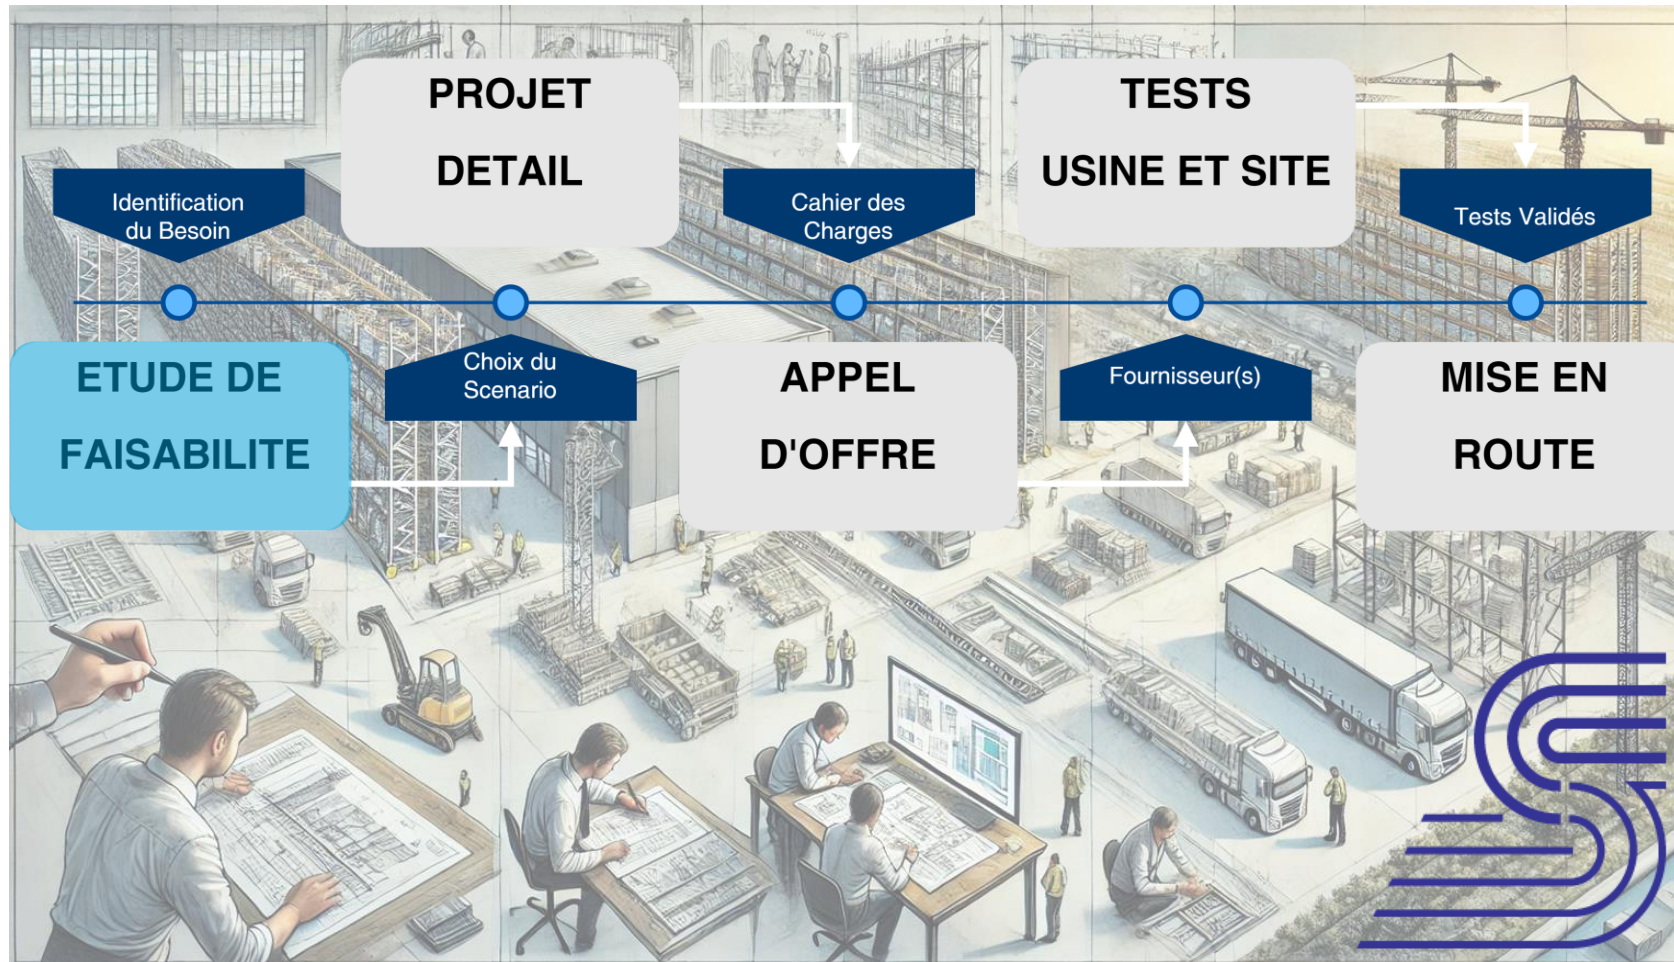 Identification
du Besoin
ETUDE DE
FAISABILITE
Choix du
Scenario
PROJET
DETAIL
Cahier des
Charges
APPEL
D'OFFRE
Fournisseur(s)
TESTS
USINE ET SITE
Tests Validés
MISE EN
ROUTE